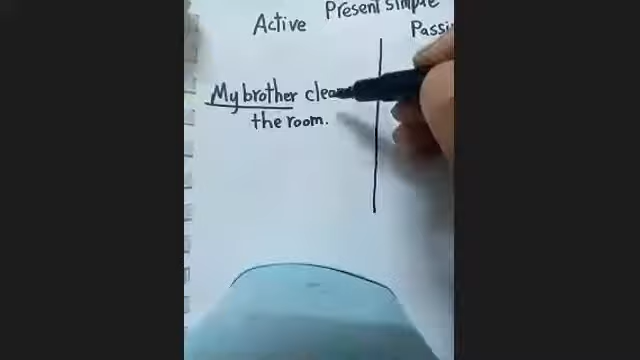 Present simple
Active
My brother
the room.